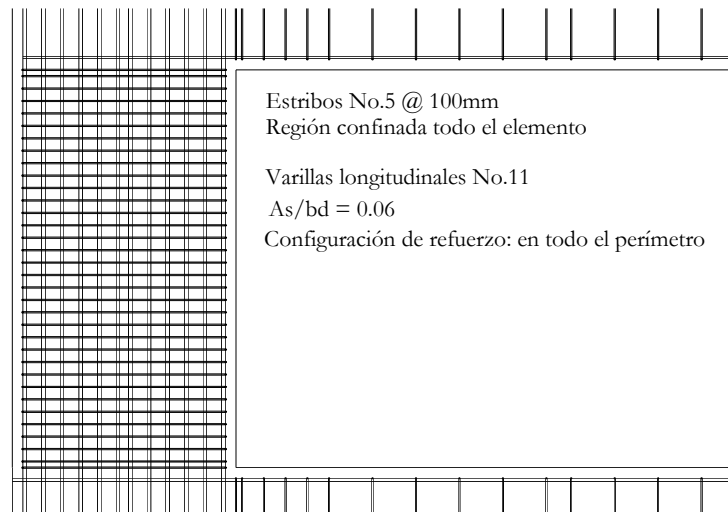 Estribos No.5 @ 100mm
Región confinada todo el elemento
Varillas longitudinales No.11
As/bd = 0.06
Configuración de refuerzo: en todo el perímetro